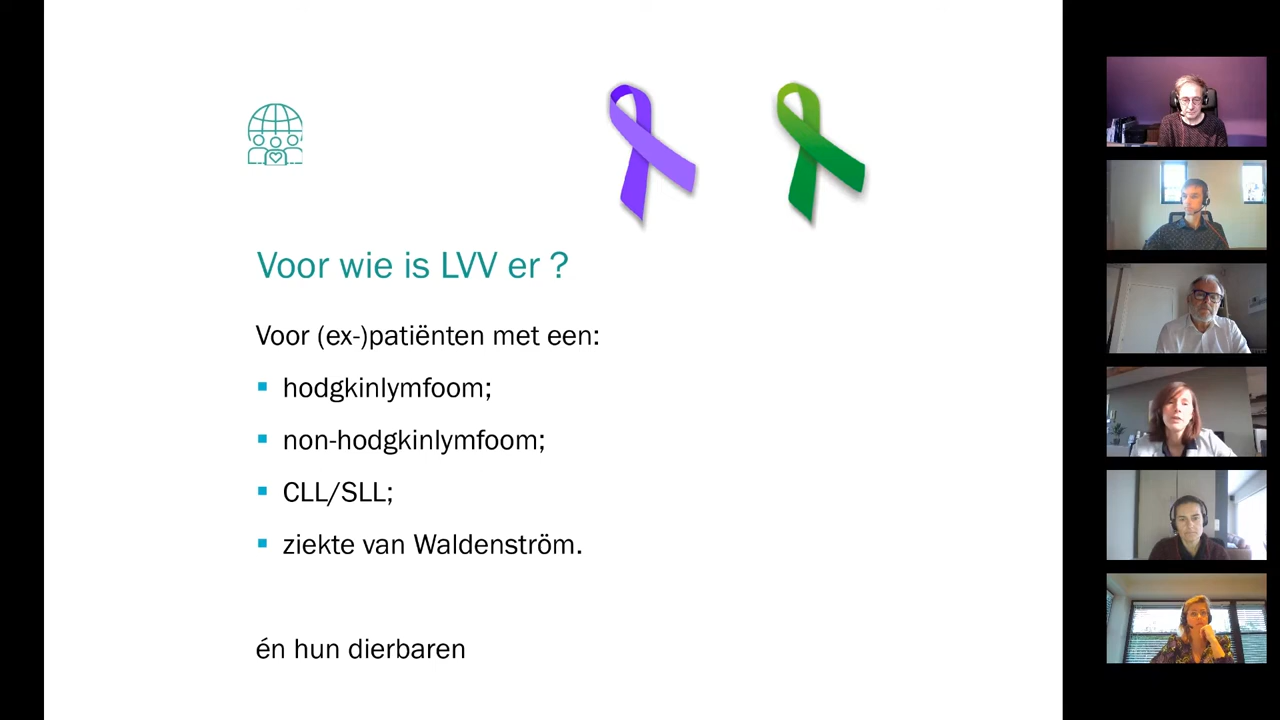 Voor wie is LVV er ?
Voor (ex-)patiënten met een:
hodgkinlymfoom;
non-hodgkinlymfoom;
CLL/SLL;
ziekte van Waldenström.
én hun dierbaren